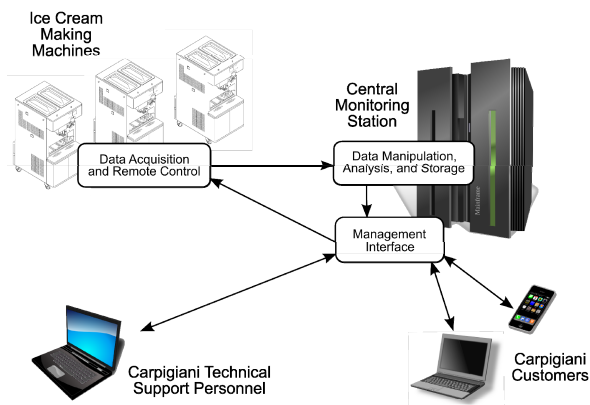 Ice Cream
Making
Machines
Central
Monitoring
Station
Data Acquisition
and Remote Control
Data Manipulation,
Analysis, and Storage
Mainframe
Management
Interface
Carpigiani Technical
Support Personnel
Carpigiani
Customers